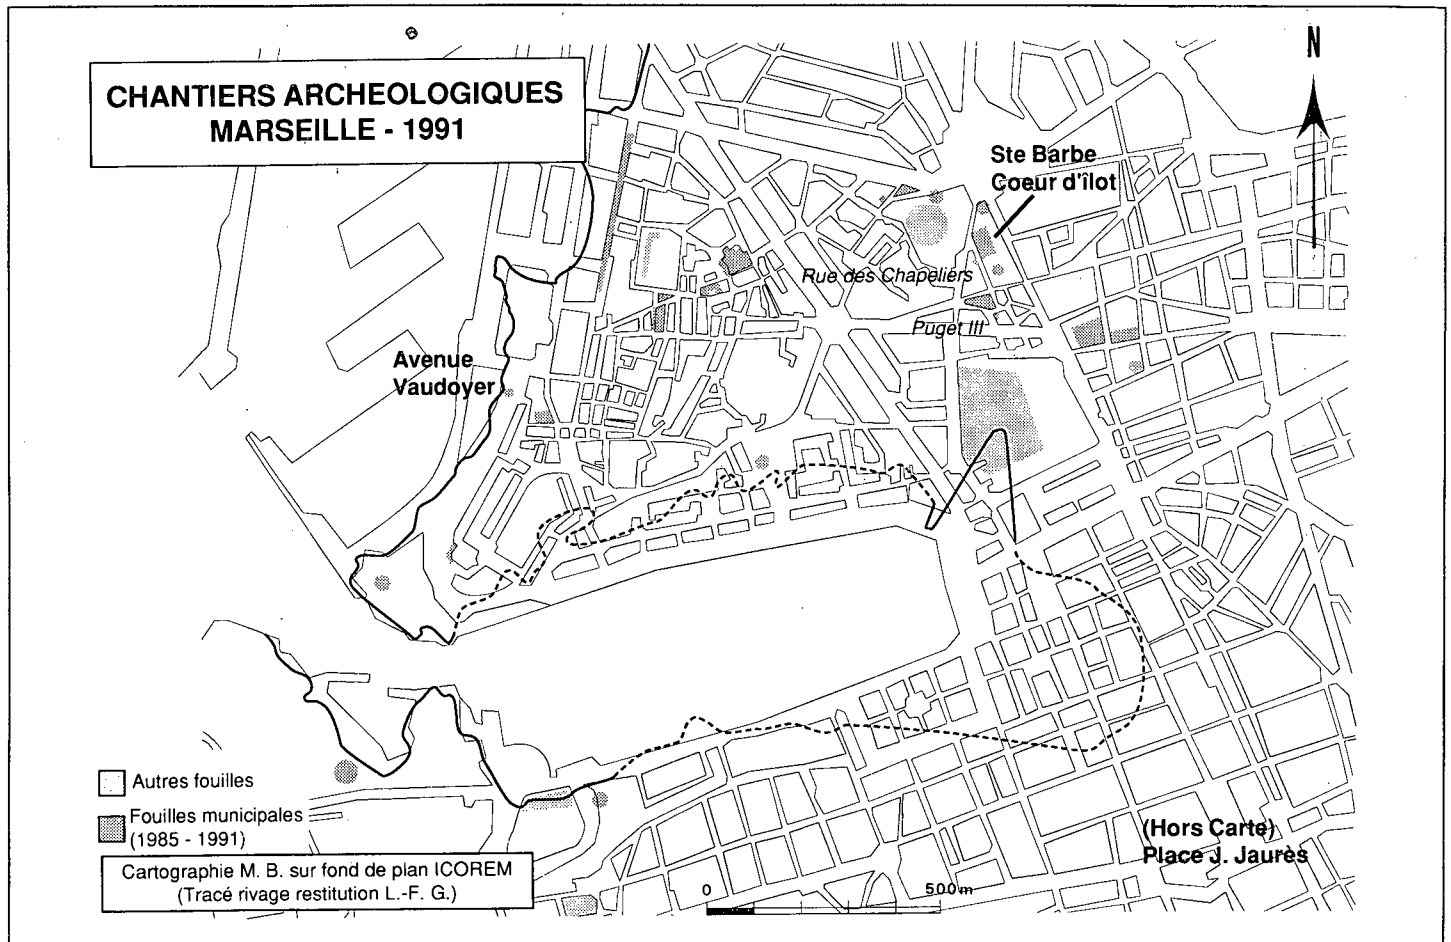 CHANTIERS ARCHEOLOGIQUES
MARSEILLE - 1991
N
Ste Barbe
Coeur d'îlot
Rue des Chapeliers
Puget III
Avenue
Vaudoyer
Autres fouilles
Fouilles municipales
(1985 - 1991)
Cartographie M. B. sur fond de plan ICOREM
(Tracé rivage restitution L.-F. G.)
(Hors Carte)
Place J. Jaurès
0 500 m